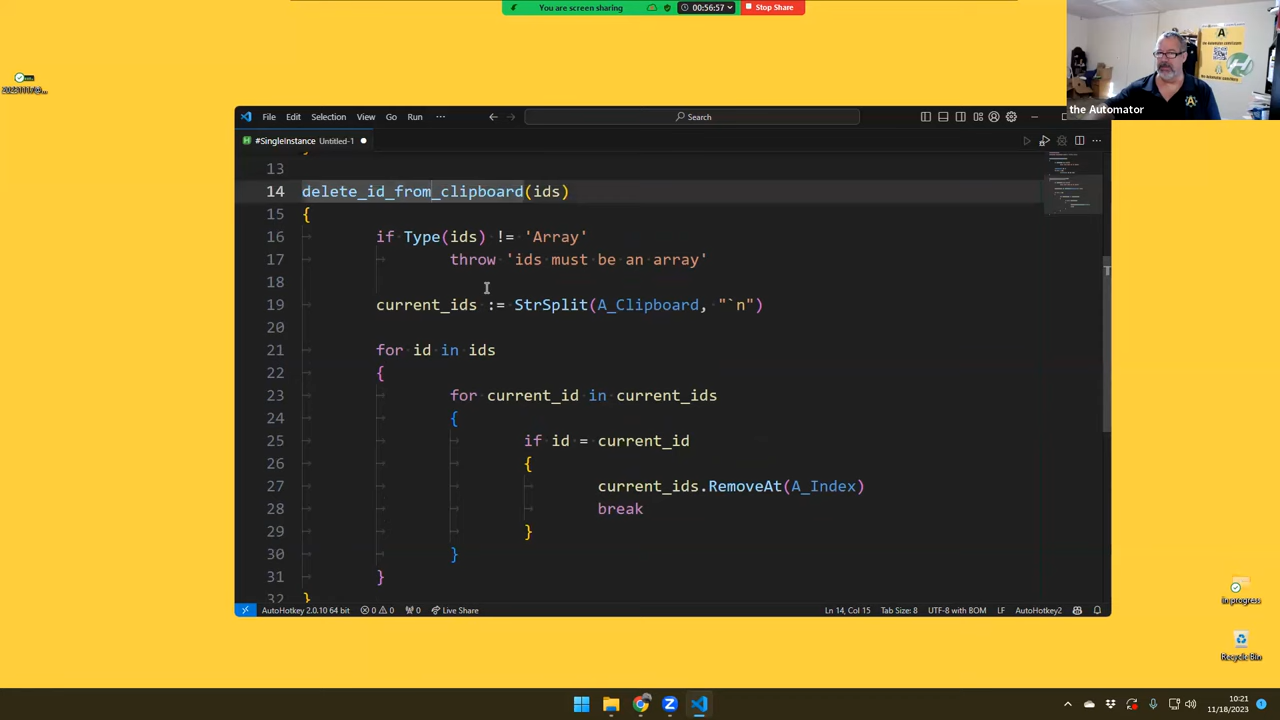 You are screen sharing
00:56:57
Stop Share
the Automator
File Edit Selection View Go Run ...
Search
#SingleInstance Untitled-1
13
14 delete_id_from_clipboard(ids)
15 {
16 if Type(ids) != 'Array'
17 throw 'ids must be an array'
18
19 current_ids := StrSplit(A_Clipboard, "`n")
20
21 for id in ids
22 {
23 for current_id in current_ids
24 {
25 if id = current_id
26 {
27 current_ids.RemoveAt(A_Index)
28 break
29 }
30 }
31 }
32 }
AutoHotkey 2.0.10 64 bit 0 0 0 Live Share Ln 14, Col 15 Tab Size: 8 UTF-8 with BOM LF AutoHotkey2
In progress
Recycle Bin
10:21
11/18/2023